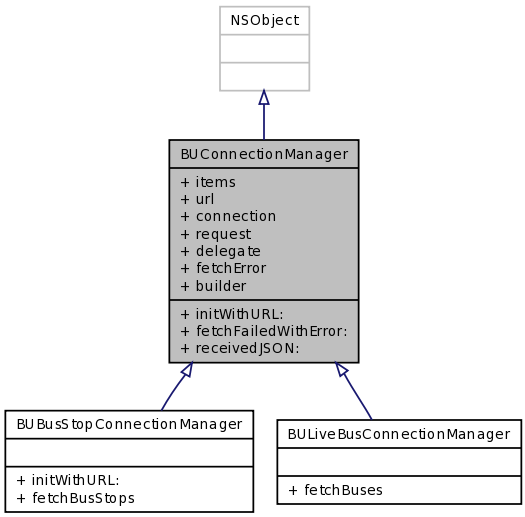 NSObject
BUConnectionManager
+ items
+ url
+ connection
+ request
+ delegate
+ fetchError
+ builder
+ initWithURL:
+ fetchFailedWithError:
+ receivedJSON:
BUBusStopConnectionManager
+ initWithURL:
+ fetchBusStops
BULiveBusConnectionManager
+ fetchBuses